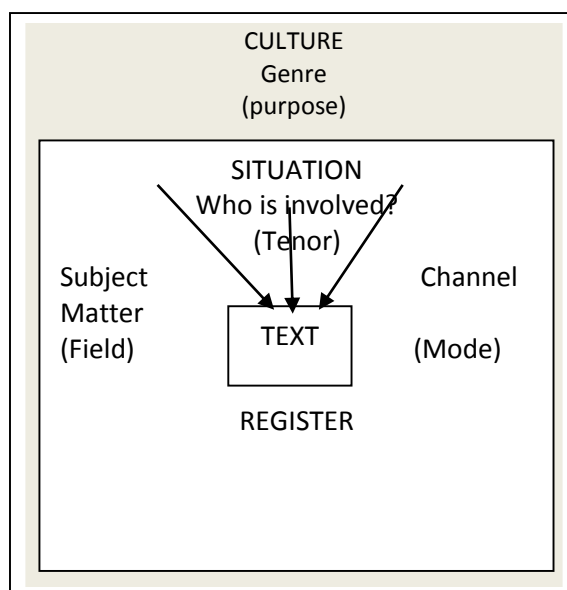 CULTURE
Genre
(purpose)
SITUATION
Who is involved?
(Tenor)
Subject
Matter
(Field)
Channel
(Mode)
TEXT
REGISTER